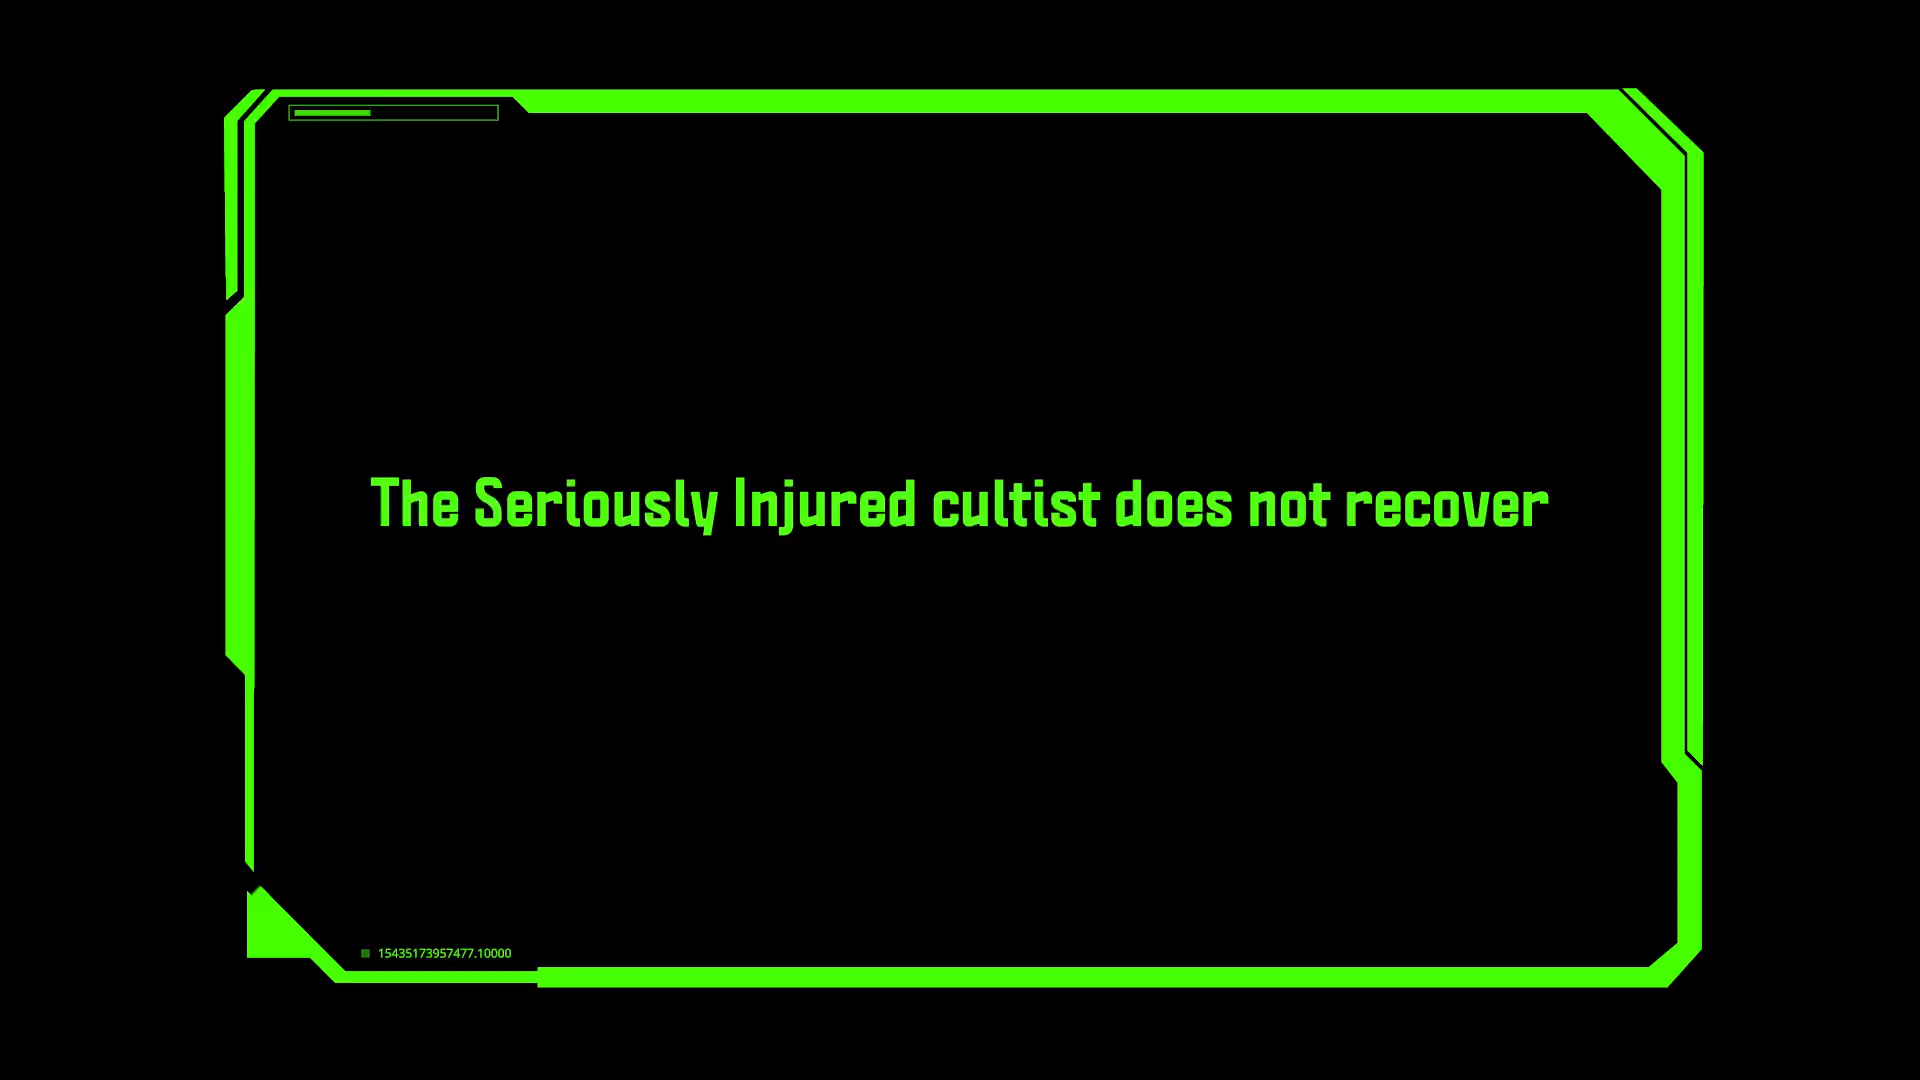 The Seriously Injured cultist does not recover
15435173957477.10000